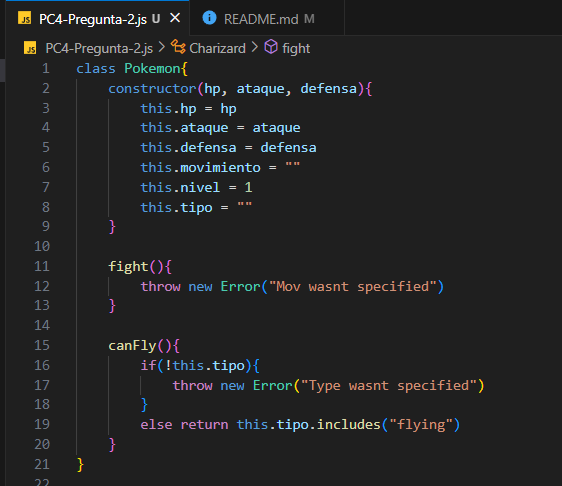 JS PC4-Pregunta-2.js U ✕ README.md M
JS PC4-Pregunta-2.js > Charizard > fight
1 class Pokemon{
2     constructor(hp, ataque, defensa){
3         this.hp = hp
4         this.ataque = ataque
5         this.defensa = defensa
6         this.movimiento = ""
7         this.nivel = 1
8         this.tipo = ""
9     }
10
11     fight(){
12         throw new Error("Mov wasnt specified")
13     }
14
15     canFly(){
16         if(!this.tipo){
17             throw new Error("Type wasnt specified")
18         }
19         else return this.tipo.includes("flying")
20     }
21 }
22